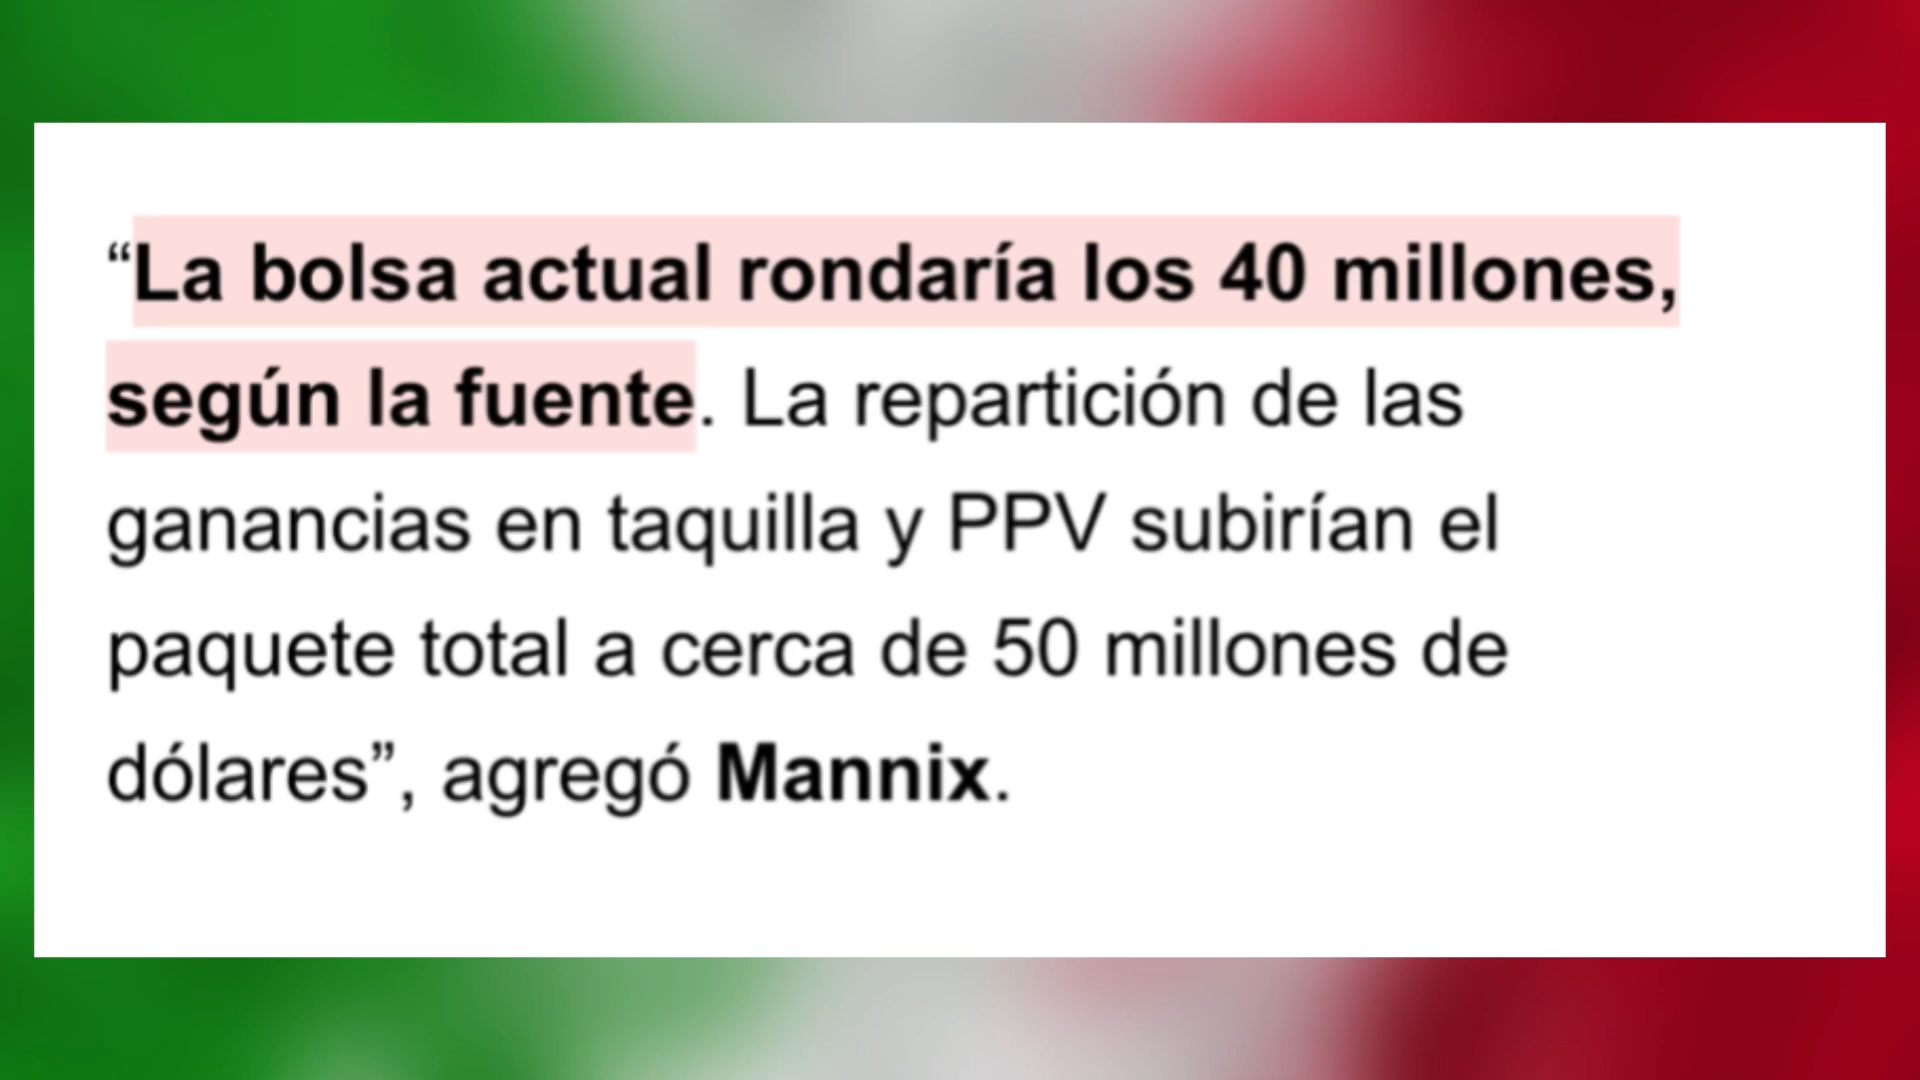 “La bolsa actual rondaría los 40 millones,
según la fuente. La repartición de las
ganancias en taquilla y PPV subirían el
paquete total a cerca de 50 millones de
dólares”, agregó Mannix.